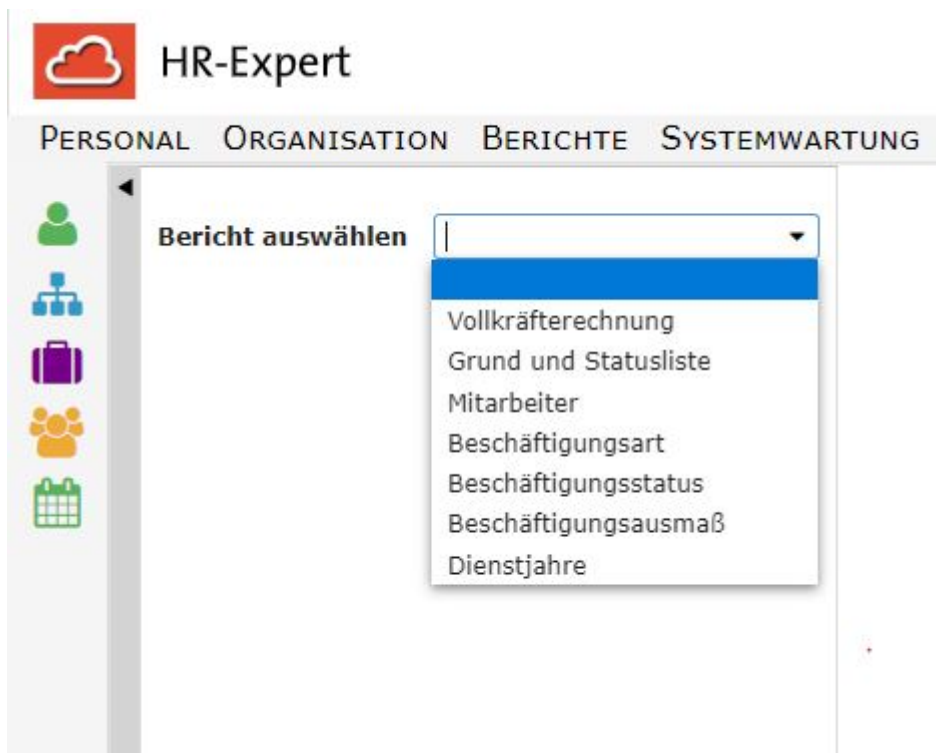 HR-Expert
PERSONAL ORGANISATION BERICHTE SYSTEMWARTUNG
Bericht auswählen
Vollkräfterechnung
Grund und Statusliste
Mitarbeiter
Beschäftigungsart
Beschäftigungsstatus
Beschäftigungsausmaß
Dienstjahre